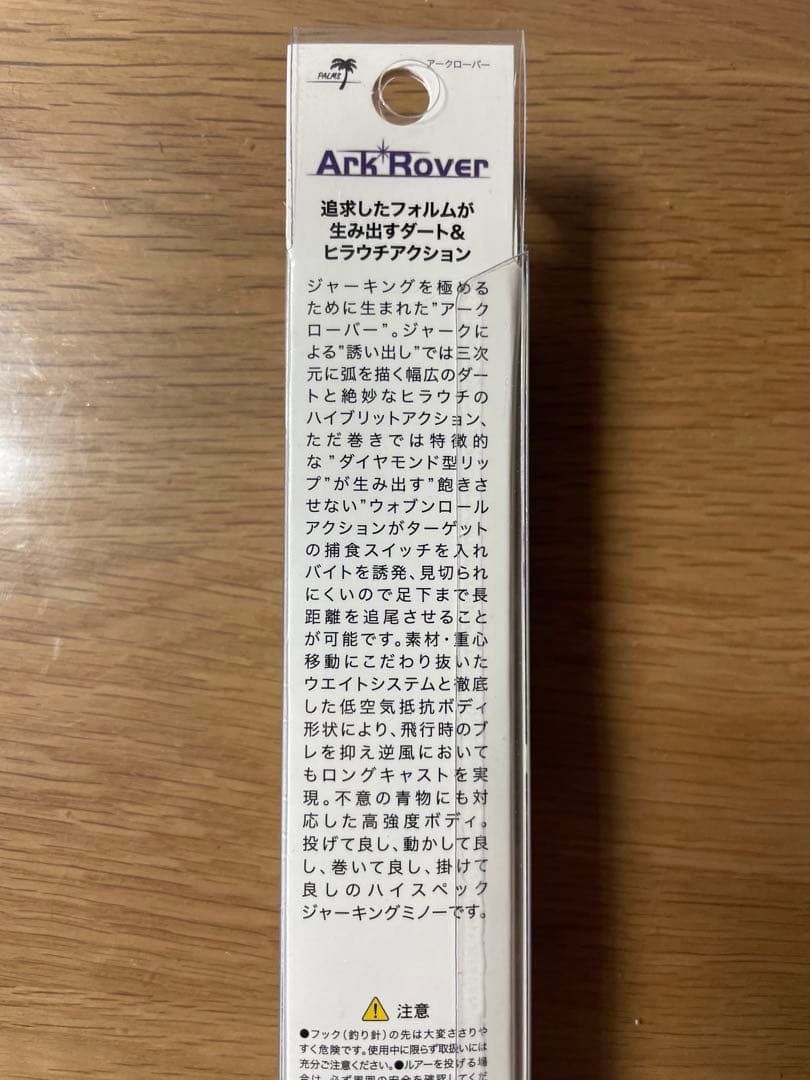 PALMS
アークローバー
Ark Rover
追求したフォルムが
生み出すダート&
ヒラウチアクション
ジャーキングを極める
ために生まれた”アーク
ローバー”。ジャークに
よる”誘い出し”では三次
元に弧を描く幅広のダー
トと絶妙なヒラウチの
ハイブリットアクション、
ただ巻きでは特徴的
な”ダイヤモンド型リッ
プ”が生み出す”飽きさ
せない”ウォブンロール
アクションがターゲット
の捕食スイッチを入れ
バイトを誘発、見切られ
にくいので足下まで長
距離を追尾させること
が可能です。素材・重心
移動にこだわり抜いた
ウエイトシステムと徹底
した低空気抵抗ボディ
形状により、飛行時のブ
レを抑え逆風において
もロングキャストを実
現。不意の青物にも対
応した高強度ボディ。
投げて良し、動かして良
し、巻いて良し、掛けて
良しのハイスペック
ジャーキングミノーです。
注意
●フック(釣り針)の先は大変ささりや
すく危険です。使用中に限らず取扱いには
充分ご注意ください。●ルアーを投げる場
合は、必ず周囲の安全を確認してくだ